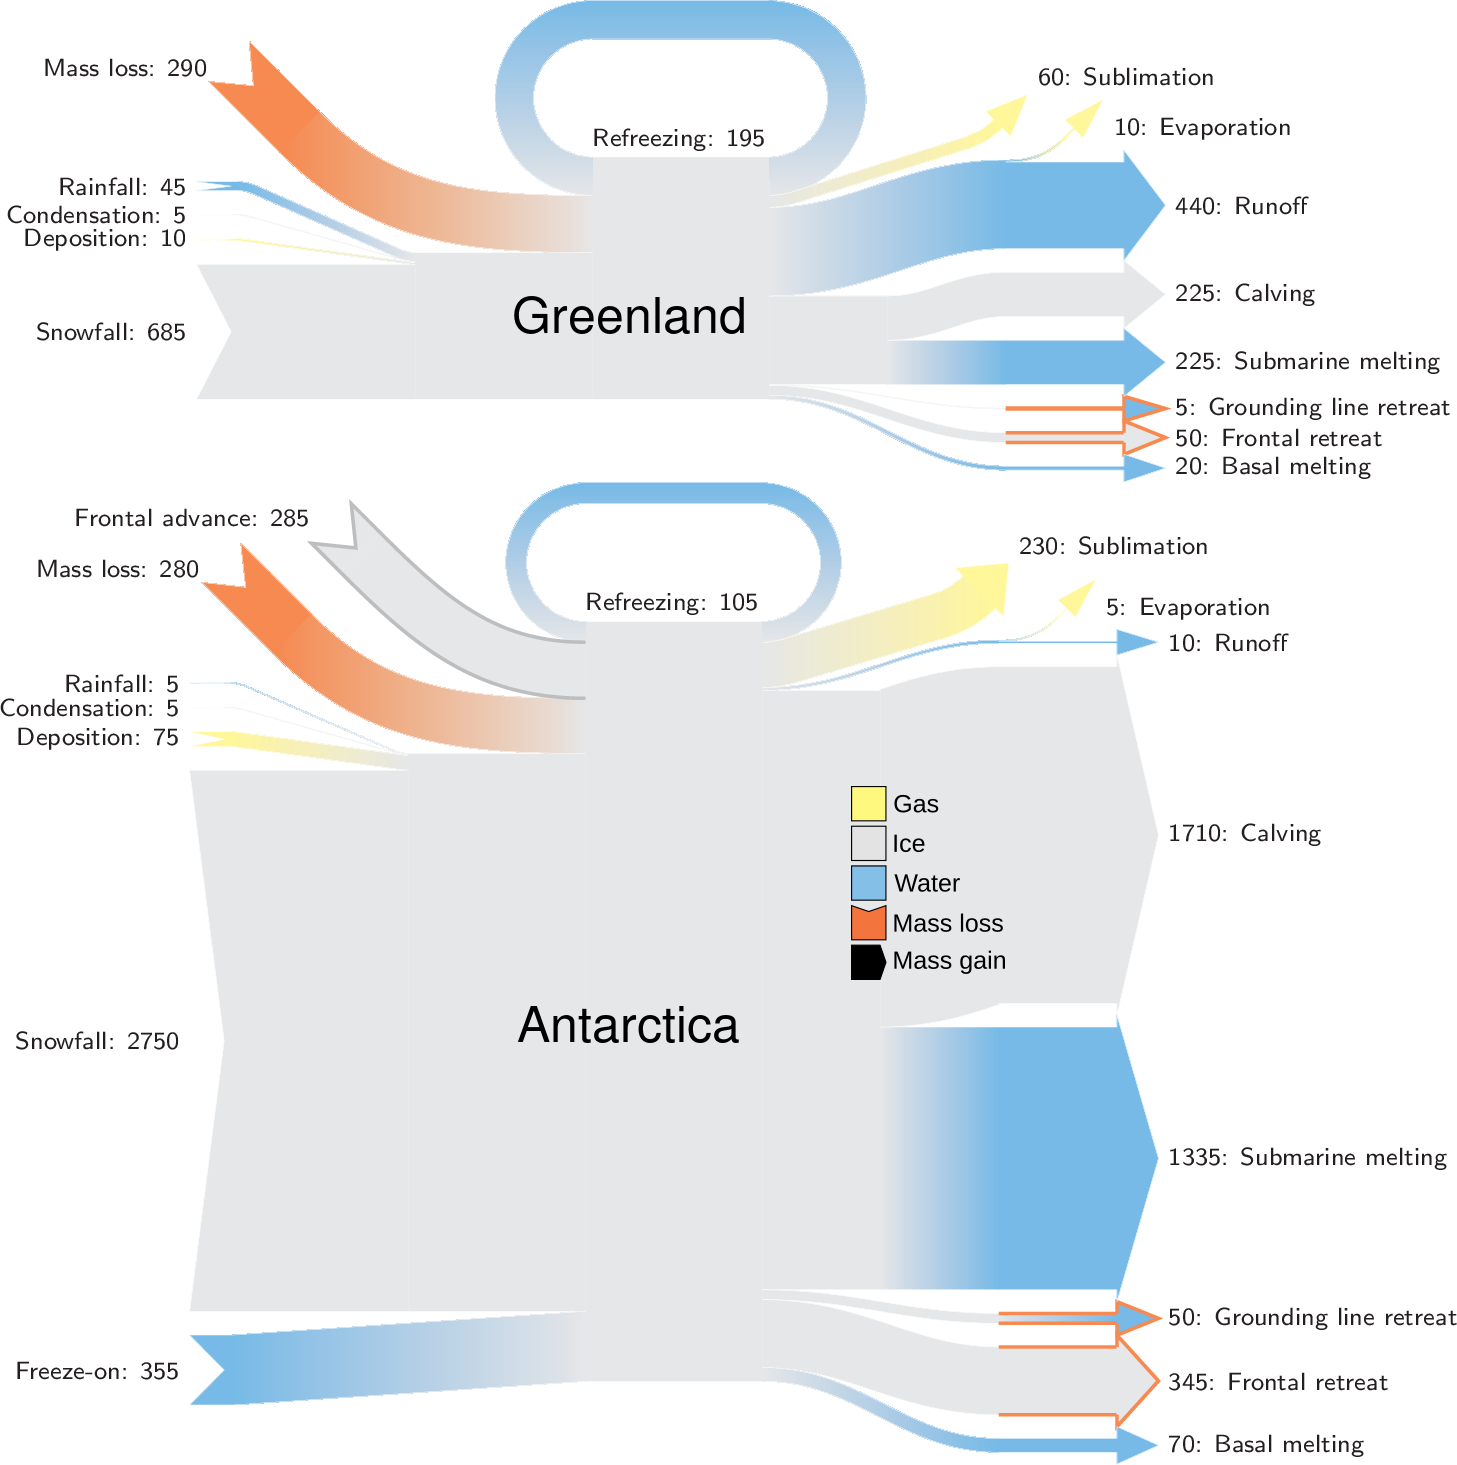 Mass loss: 290
Refreezing: 195
60: Sublimation
10: Evaporation
Rainfall: 45
Condensation: 5
Deposition: 10
440: Runoff
Snowfall: 685
Greenland
225: Calving
225: Submarine melting
5: Grounding line retreat
50: Frontal retreat
20: Basal melting
Frontal advance: 285
Mass loss: 280
Refreezing: 105
230: Sublimation
5: Evaporation
10: Runoff
Rainfall: 5
Condensation: 5
Deposition: 75
Gas
Ice
Water
Mass loss
Mass gain
1710: Calving
Snowfall: 2750
Antarctica
1335: Submarine melting
50: Grounding line retreat
Freeze-on: 355
345: Frontal retreat
70: Basal melting